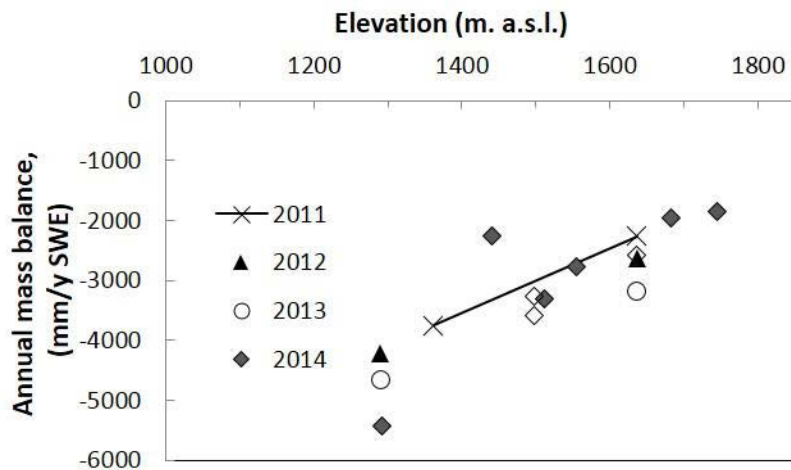 Elevation (m. a.s.l.)
1000 1200 1400 1600 1800
0
-1000
-2000
-3000
-4000
-5000
-6000
Annual mass balance,
(mm/y SWE)
2011
2012
2013
2014